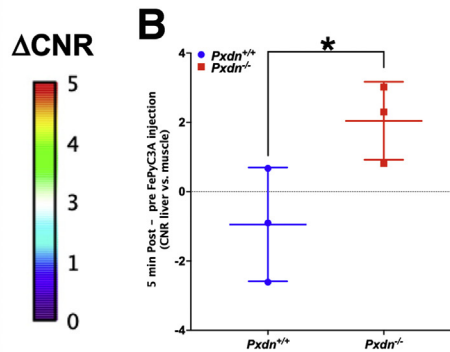 ΔCNR
5
4
3
1
0
B
Pxdn+/+
Pxdn-/-
*
5 min Post - pre FePyC3A injection
(CNR liver vs. muscle)
4
2
0
-2
-4
Pxdn+/+
Pxdn-/-